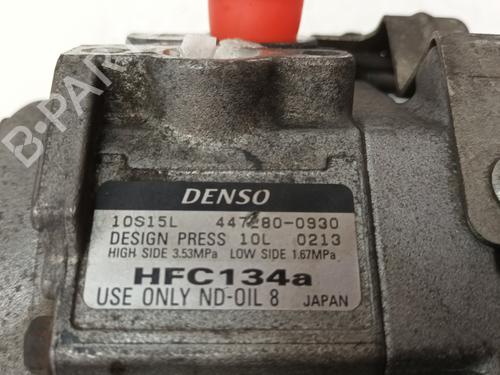 B-PARTS
DENSO
10S15L 447280-0930
DESIGN PRESS 10L 0213
HIGH SIDE 3.53MPa LOW SIDE 1.67MPa
HFC134a
USE ONLY ND-OIL 8 JAPAN